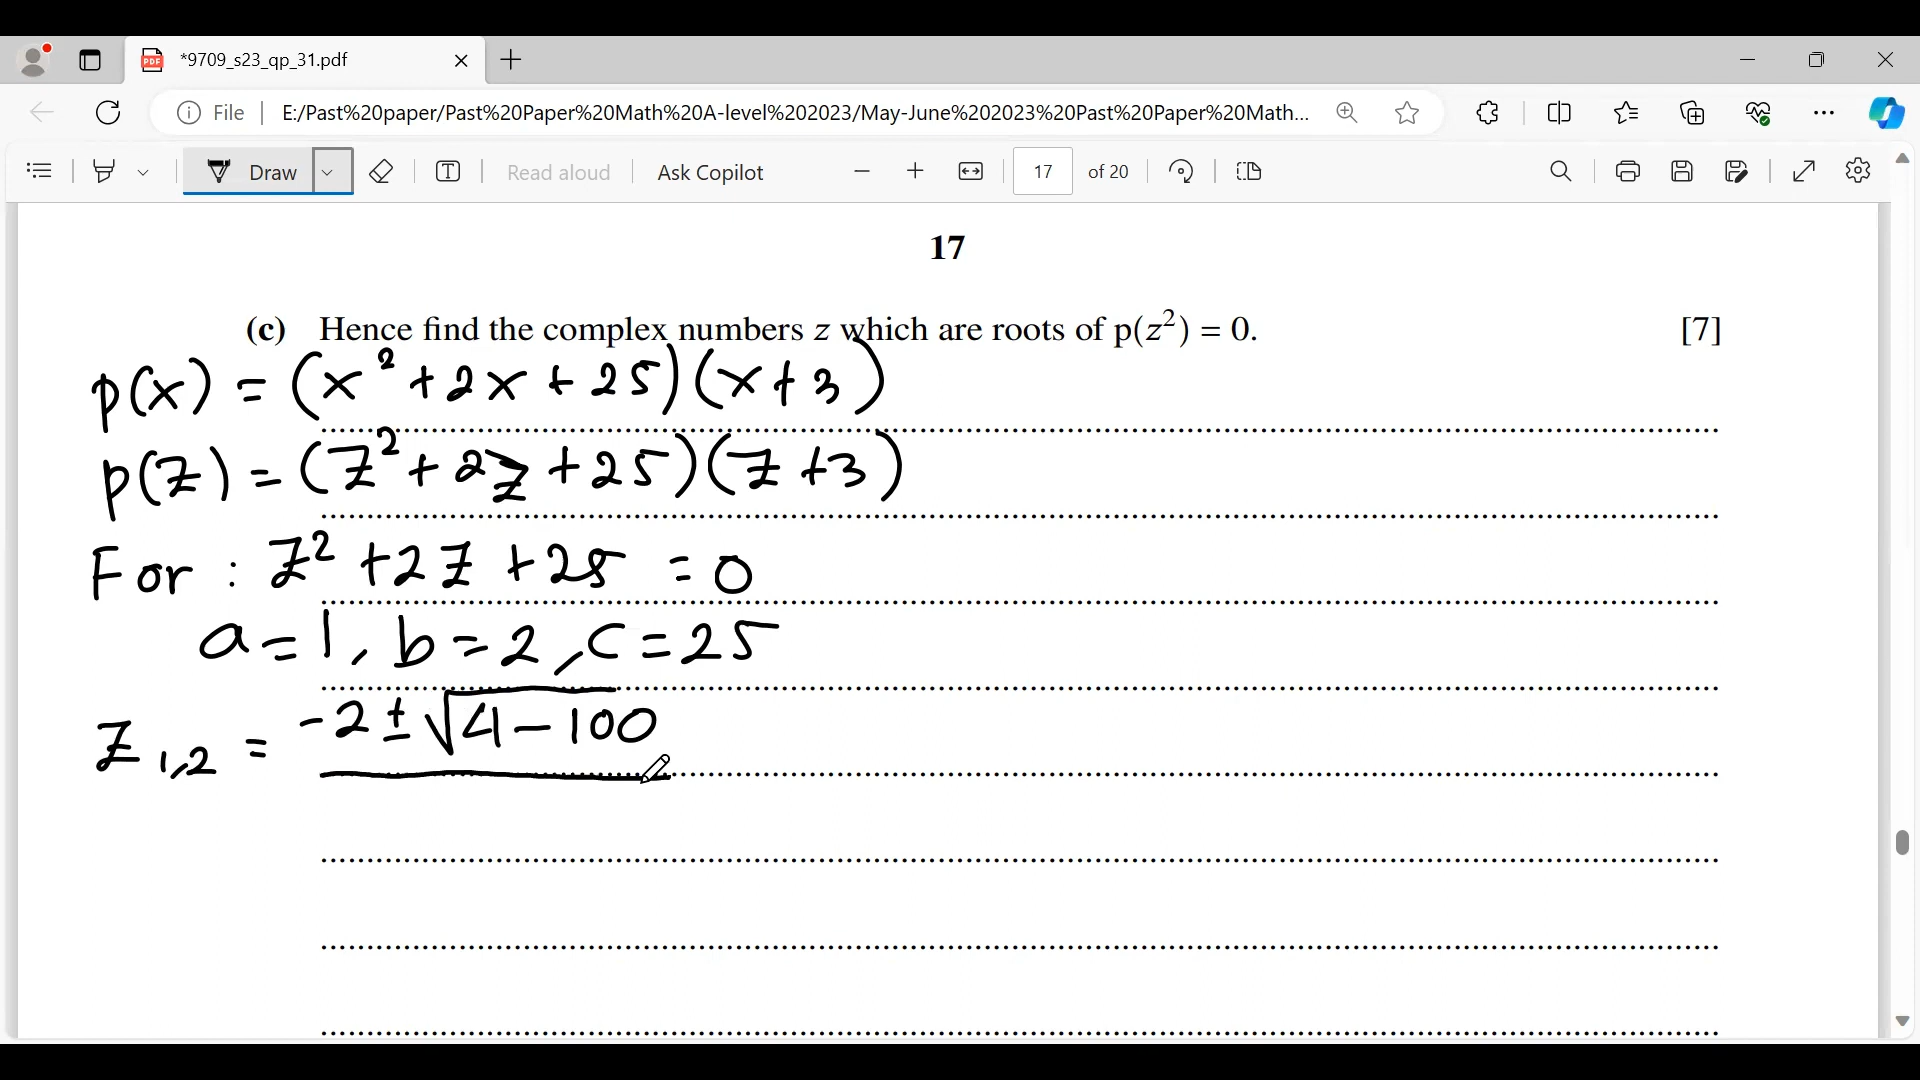 *9709_s23_qp_31.pdf
File
E:/Past%20paper/Past%20Paper%20Math%20A-level%202023/May-June%202023%20Past%20Paper%20Math...
Draw
Read aloud
Ask Copilot
17 of 20
17
(c) Hence find the complex numbers z which are roots of p(z²) = 0. [7]
p(x) = (x² + 2x + 25)(x + 3)
p(z) = (z² + 2z + 25)(z + 3)
For : z² + 2z + 25 = 0
a = 1, b = 2, c = 25
z 1,2 = -2 ± √4 - 100